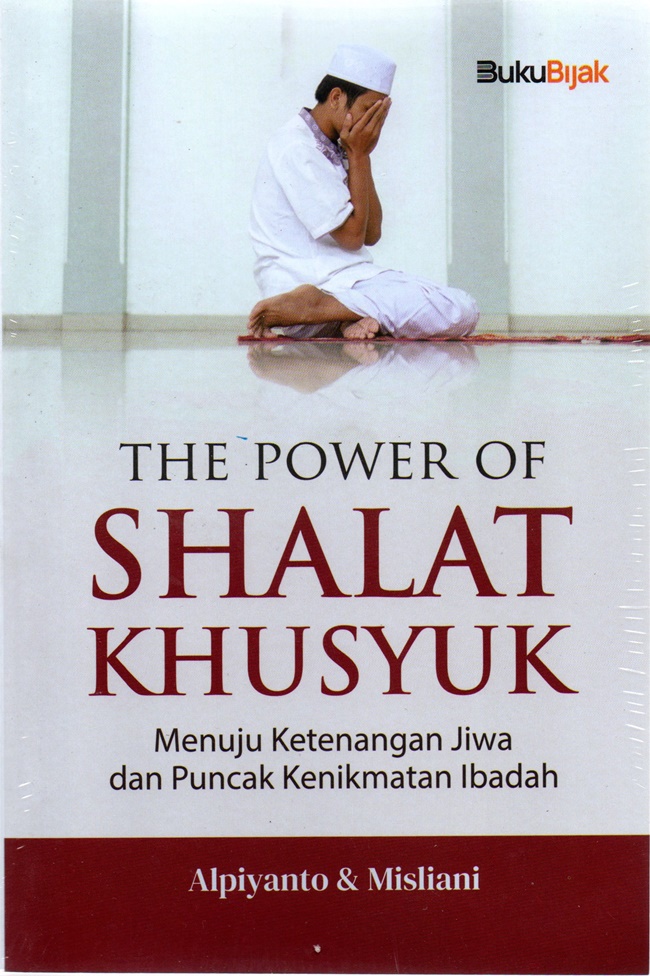 BukuBijak
THE POWER OF
SHALAT
KHUSYUK
Menuju Ketenangan Jiwa
dan Puncak Kenikmatan Ibadah
Alpiyanto & Misliani